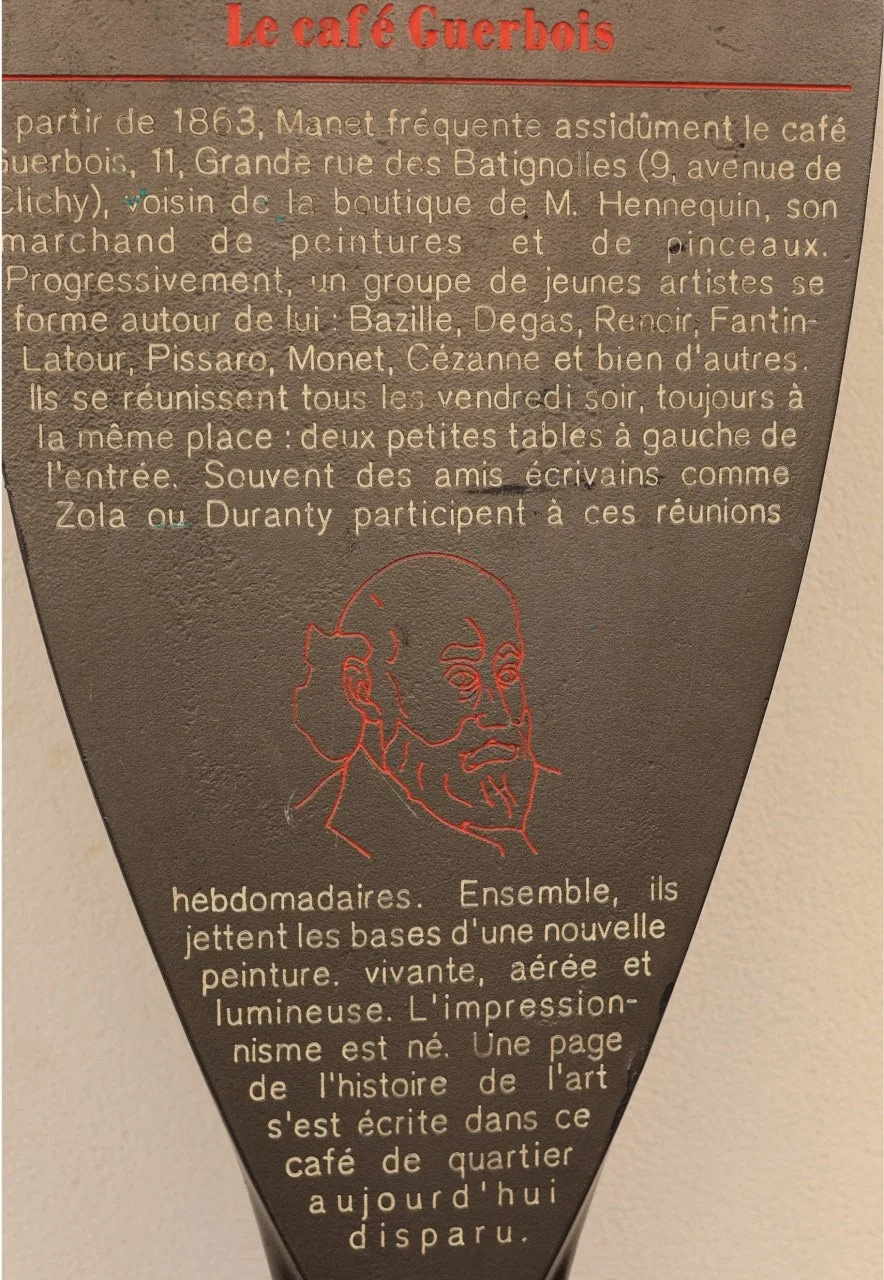 Le café Guerbois
partir de 1863, Manet fréquente assidûment le café
Guerbois, 11, Grande rue des Batignolles (9, avenue de
Clichy), voisin de la boutique de M. Hennequin, son
marchand de peintures et de pinceaux.
Progressivement, un groupe de jeunes artistes se
forme autour de lui : Bazille, Degas, Renoir, Fantin-
Latour, Pissaro, Monet, Cézanne et bien d'autres.
Ils se réunissent tous les vendredi soir, toujours à
la même place : deux petites tables à gauche de
l'entrée. Souvent des amis écrivains comme
Zola ou Duranty participent à ces réunions
hebdomadaires. Ensemble, ils
jettent les bases d'une nouvelle
peinture. vivante, aérée et
lumineuse. L'impression-
nisme est né. Une page
de l'histoire de l'art
s'est écrite dans ce
café de quartier
aujourd'hui
disparu.